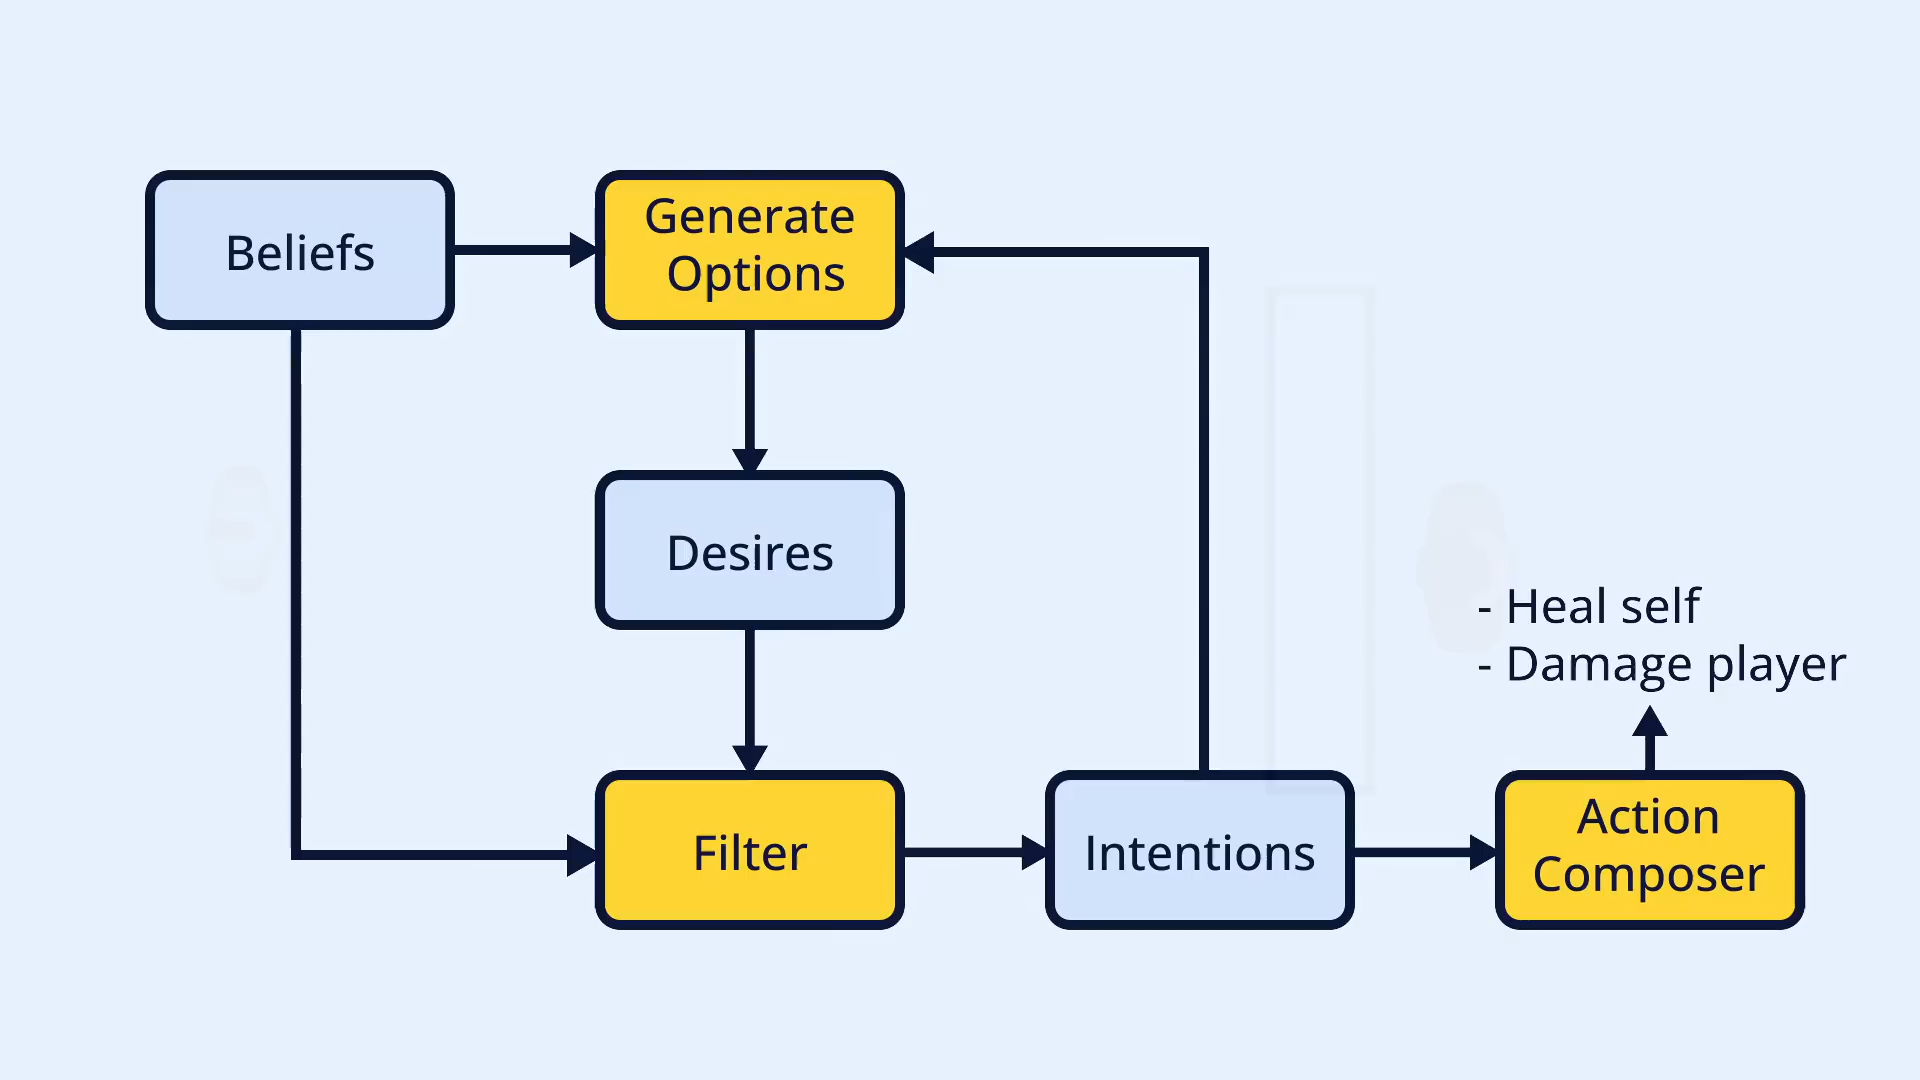 Beliefs
Generate
Options
Desires
- Heal self
- Damage player
Filter
Intentions
Action
Composer